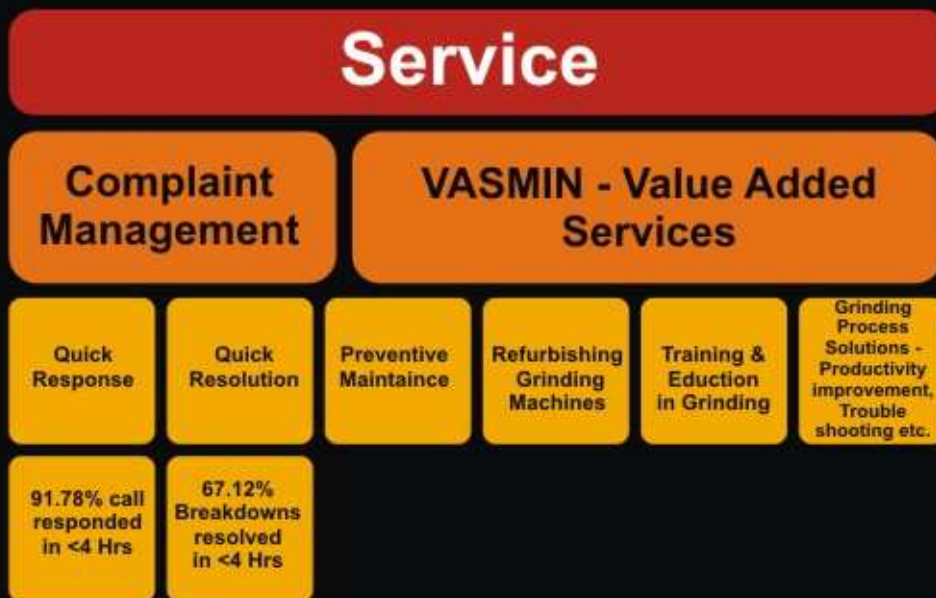 Service
Complaint
Management
VASMIN - Value Added
Services
Quick
Response
Quick
Resolution
Preventive
Maintaince
Refurbishing
Grinding
Machines
Training &
Eduction
in Grinding
Grinding
Process
Solutions -
Productivity
improvement,
Trouble
shooting etc.
91.78% call
responded
in <4 Hrs
67.12%
Breakdowns
resolved
in <4 Hrs